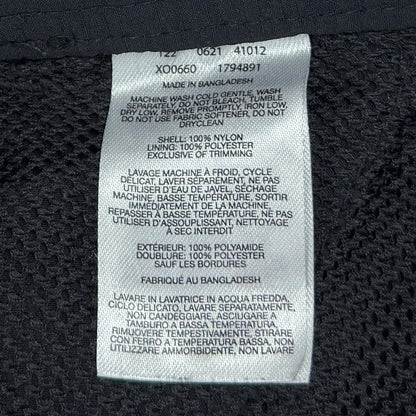 122 0621 41012
XO0660 1794891
MADE IN BANGLADESH
MACHINE WASH COLD GENTLE, WASH
SEPARATELY, DO NOT BLEACH, TUMBLE
DRY LOW, REMOVE PROMPTLY, IRON LOW,
DO NOT USE FABRIC SOFTENER, DO NOT
DRYCLEAN
SHELL: 100% NYLON
LINING: 100% POLYESTER
EXCLUSIVE OF TRIMMING
LAVAGE MACHINE À FROID, CYCLE
DÉLICAT, LAVER SÉPARÉMENT, NE PAS
UTILISER D'EAU DE JAVEL, SÉCHAGE
MACHINE, BASSE TEMPÉRATURE, SORTIR
IMMÉDIATEMENT DE LA MACHINE,
REPASSER À BASSE TEMPÉRATURE, NE PAS
UTILISER D'ASSOUPLISSANT, NETTOYAGE
À SEC INTERDIT
EXTÉRIEUR: 100% POLYAMIDE
DOUBLURE: 100% POLYESTER
SAUF LES BORDURES
FABRIQUÉ AU BANGLADESH
LAVARE IN LAVATRICE IN ACQUA FREDDA,
CICLO DELICATO, LAVARE SEPARATAMENTE,
NON CANDEGGIARE, ASCIUGARE A
TAMBURO A BASSA TEMPERATURA,
RIMUOVERE TEMPESTIVAMENTE, STIRARE
CON FERRO A TEMPERATURA BASSA, NON
UTILIZZARE AMMORBIDENTE, NON LAVARE